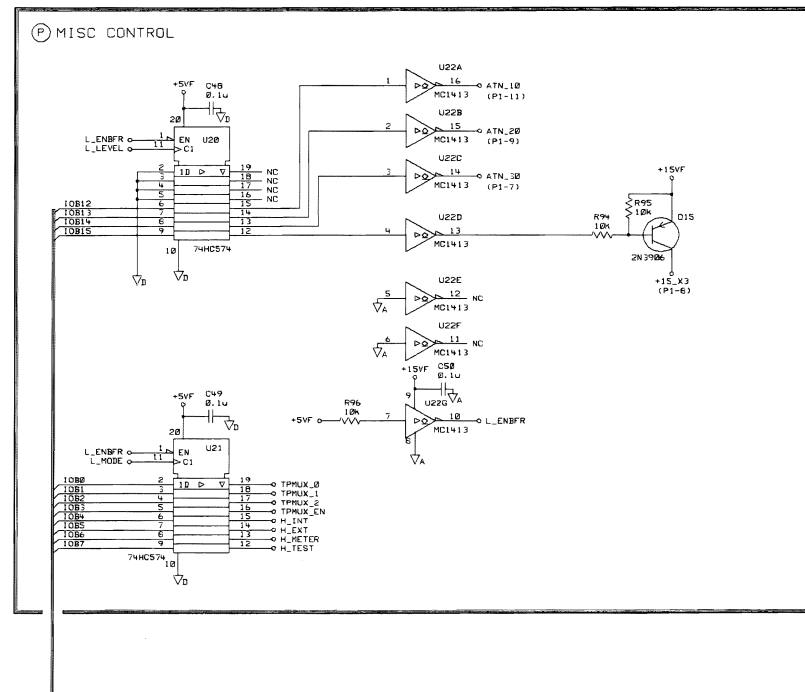 P MISC CONTROL
U22A
1 16 ATN_10
MC1413 (P1-11)
+5VF C48
0.1u
D
20
L_ENBFR 1 EN U20
L_LEVEL 11 C1
U22B
2 15 ATN_20
MC1413 (P1-9)
U22C
3 14 ATN_30
MC1413 (P1-7)
2 1D 19 NC
3 18 NC
4 17 NC
5 16 NC
IOB12 6 15
IOB13 7 14
IOB14 8 13
IOB15 9 12
10 74HC574
D D
U22D
4 13
MC1413
+15VF
R95
10k
R94
10k
Q15
2N3906
+15_X3
(P1-6)
U22E
5 12 NC
A MC1413
U22F
6 11 NC
A MC1413
+15VF C50
0.1u
A
9 U22G
R96
10k
+5VF 7 10 L_ENBFR
MC1413
8
A
+5VF C49
0.1u
D
20
L_ENBFR 1 EN U21
L_MODE 11 C1
IOB0 2 1D 19 TPMUX_0
IOB1 3 18 TPMUX_1
IOB2 4 17 TPMUX_2
IOB3 5 16 TPMUX_EN
IOB4 6 15 H_INT
IOB5 7 14 H_EXT
IOB6 8 13 H_METER
IOB7 9 12 H_TEST
74HC574
10
D